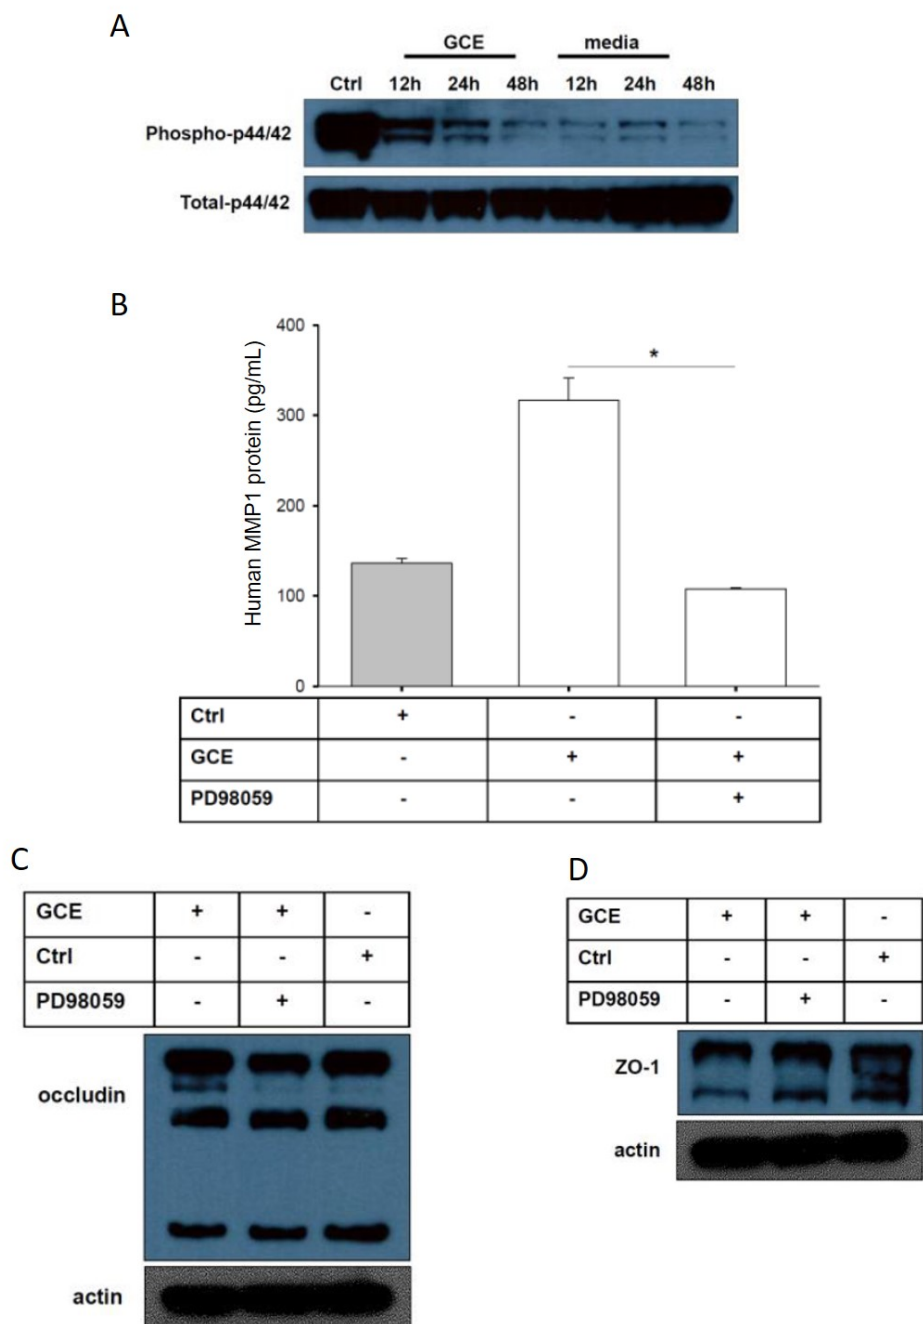 A
GCE media
Ctrl 12h 24h 48h 12h 24h 48h
Phospho-p44/42
Total-p44/42
B
Human MMP1 protein (pg/mL)
400
300
200
100
0
*
Ctrl + - -
GCE - + +
PD98059 - - +
C
GCE + + -
Ctrl - - +
PD98059 - + -
occludin
actin
D
GCE + + -
Ctrl - - +
PD98059 - + -
ZO-1
actin